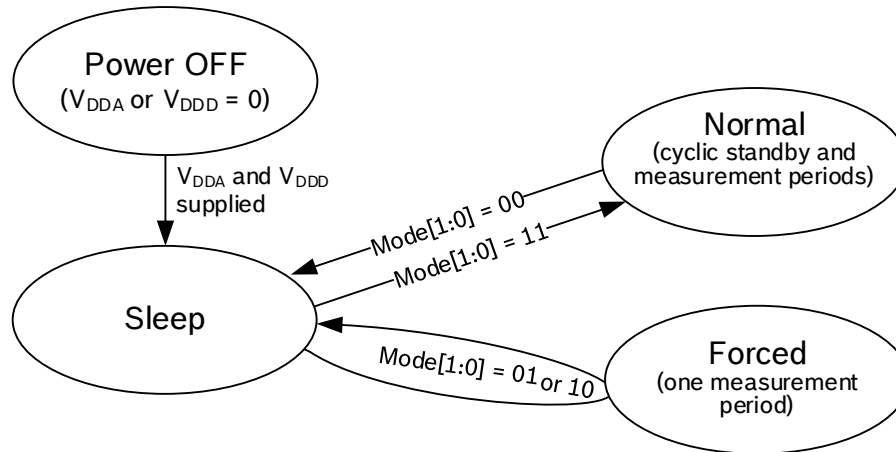 Power OFF
(VDDA or VDDD = 0)
VDDA and VDDD
supplied
Normal
(cyclic standby and
measurement periods)
Mode[1:0] = 00
Mode[1:0] = 11
Sleep
Mode[1:0] = 01 or 10
Forced
(one measurement
period)